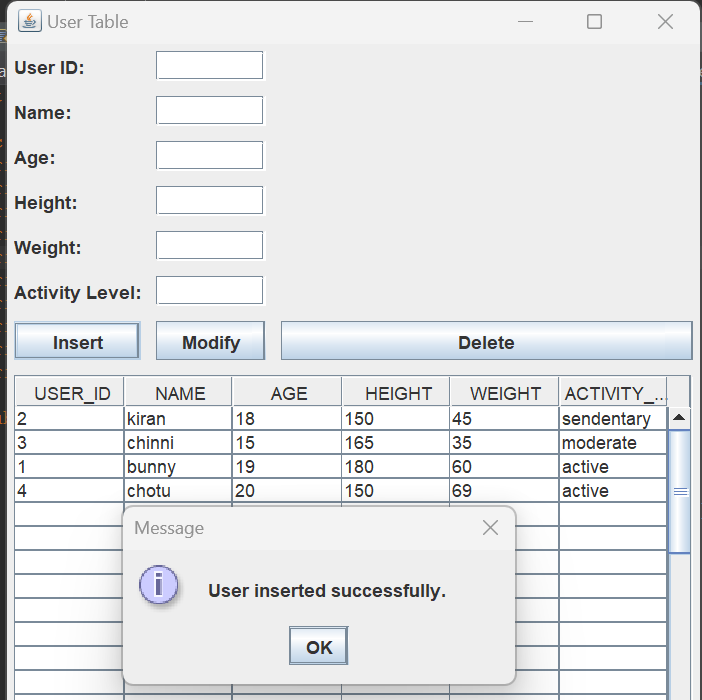 User Table
User ID:
Name:
Age:
Height:
Weight:
Activity Level:
Insert Modify Delete
USER_ID NAME AGE HEIGHT WEIGHT ACTIVITY_...
2 kiran 18 150 45 sendentary
3 chinni 15 165 35 moderate
1 bunny 19 180 60 active
4 chotu 20 150 69 active
Message
User inserted successfully.
OK